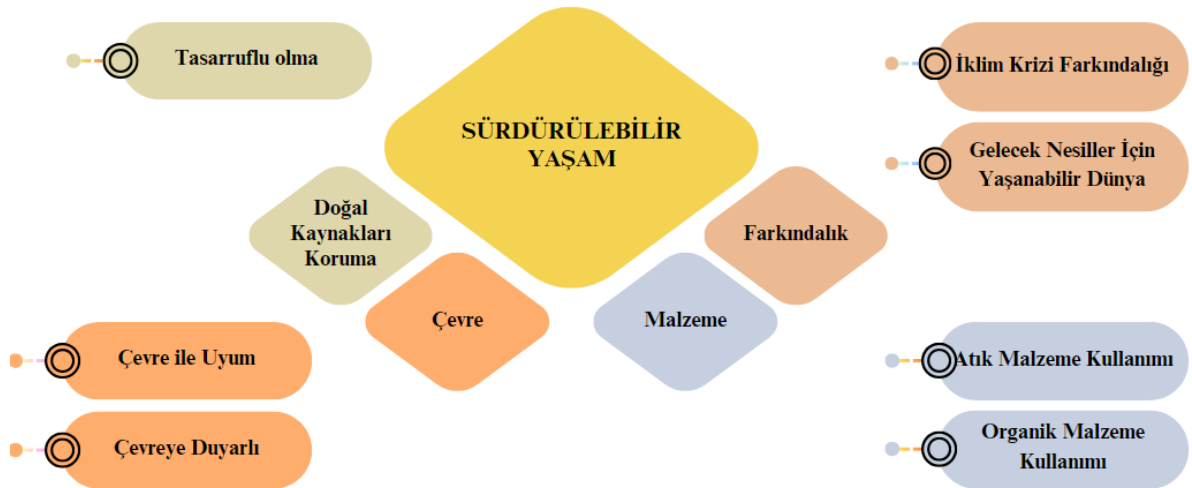 Tasarruflu olma
İklim Krizi Farkındalığı
SÜRDÜRÜLEBİLİR
YAŞAM
Gelecek Nesiller İçin
Yaşanabilir Dünya
Doğal
Kaynakları
Koruma
Farkındalık
Çevre
Malzeme
Çevre ile Uyum
Atık Malzeme Kullanımı
Çevreye Duyarlı
Organik Malzeme
Kullanımı